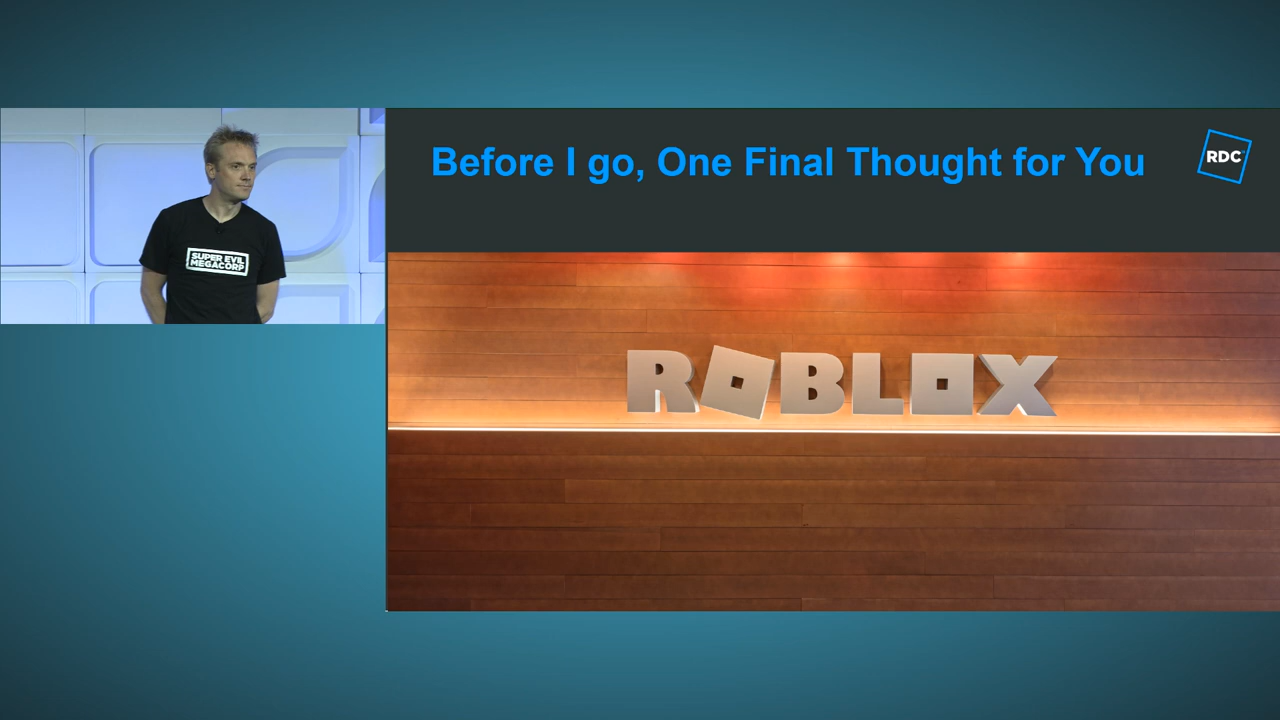 Before I go, One Final Thought for You
RDC
SUPER EVIL
MEGACORP
ROBLOX